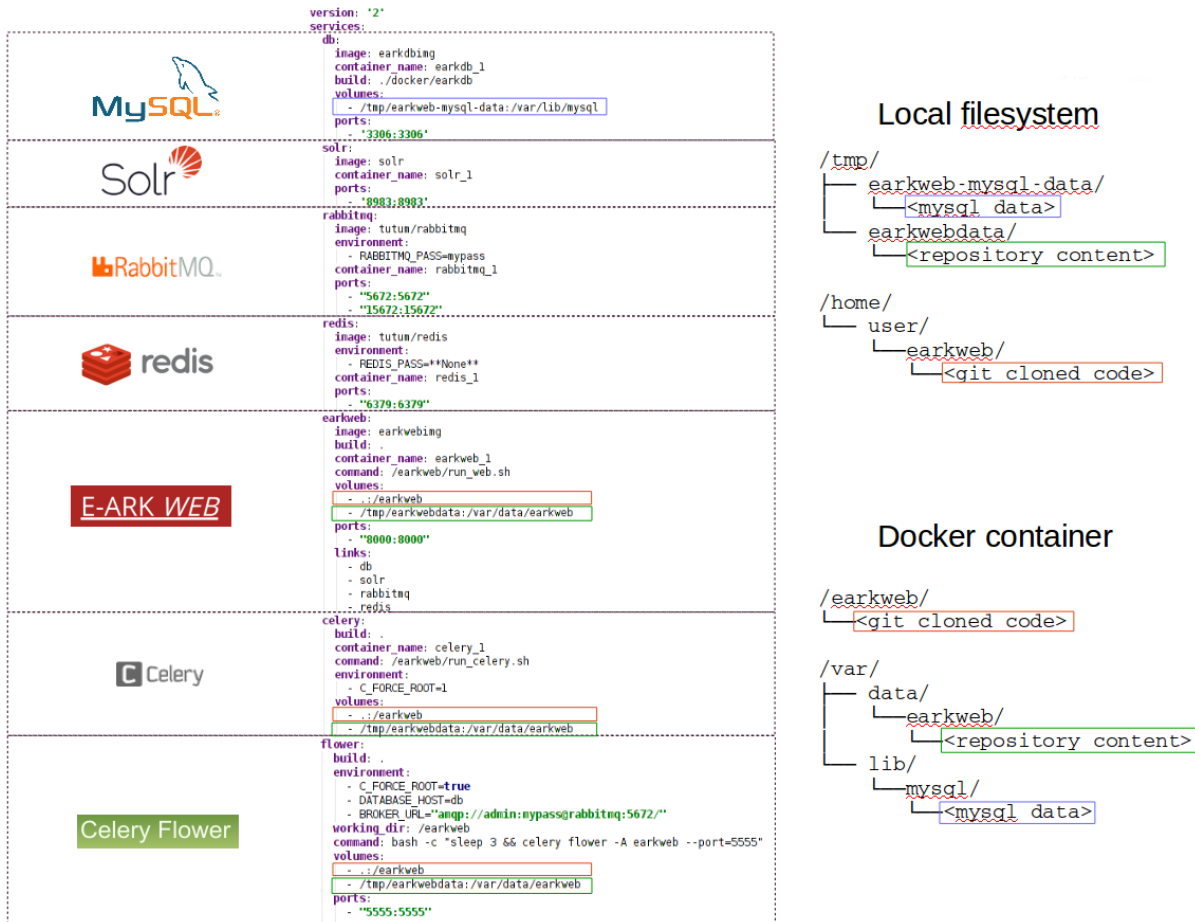 version: '2'
services:
MySQL
db:
image: earkdbimg
container_name: earkdb_1
build: ./docker/earkdb
volumes:
- /tmp/earkweb-mysql-data:/var/lib/mysql
ports:
- '3306:3306'
Solr
solr:
image: solr
container_name: solr_1
ports:
- '8983:8983'
RabbitMQ
rabbitmq:
image: tutum/rabbitmq
environment:
- RABBITMQ_PASS=mypass
container_name: rabbitmq_1
ports:
- "5672:5672"
- "15672:15672"
redis
redis:
image: tutum/redis
environment:
- REDIS_PASS=**None**
container_name: redis_1
ports:
- "6379:6379"
E-ARK WEB
earkweb:
image: earkwebimg
build: .
container_name: earkweb_1
command: /earkweb/run_web.sh
volumes:
- .:/earkweb
- /tmp/earkwebdata:/var/data/earkweb
ports:
- "8000:8000"
links:
- db
- solr
- rabbitmq
- redis
C Celery
celery:
build: .
container_name: celery_1
command: /earkweb/run_celery.sh
environment:
- C_FORCE_ROOT=1
volumes:
- .:/earkweb
- /tmp/earkwebdata:/var/data/earkweb
Celery Flower
flower:
build: .
environment:
- C_FORCE_ROOT=true
- DATABASE_HOST=db
- BROKER_URL="amqp://admin:mypass@rabbitmq:5672/"
working_dir: /earkweb
command: bash -c "sleep 3 && celery flower -A earkweb --port=5555"
volumes:
- .:/earkweb
- /tmp/earkwebdata:/var/data/earkweb
ports:
- "5555:5555"
Local filesystem
/tmp/
├── earkweb-mysql-data/
│   └──<mysql data>
└── earkwebdata/
    └──<repository content>
/home/
└── user/
    └──earkweb/
        └──<git cloned code>
Docker container
/earkweb/
└──<git cloned code>
/var/
├── data/
│   └──earkweb/
│       └──<repository content>
└── lib/
    └──mysql/
        └──<mysql data>